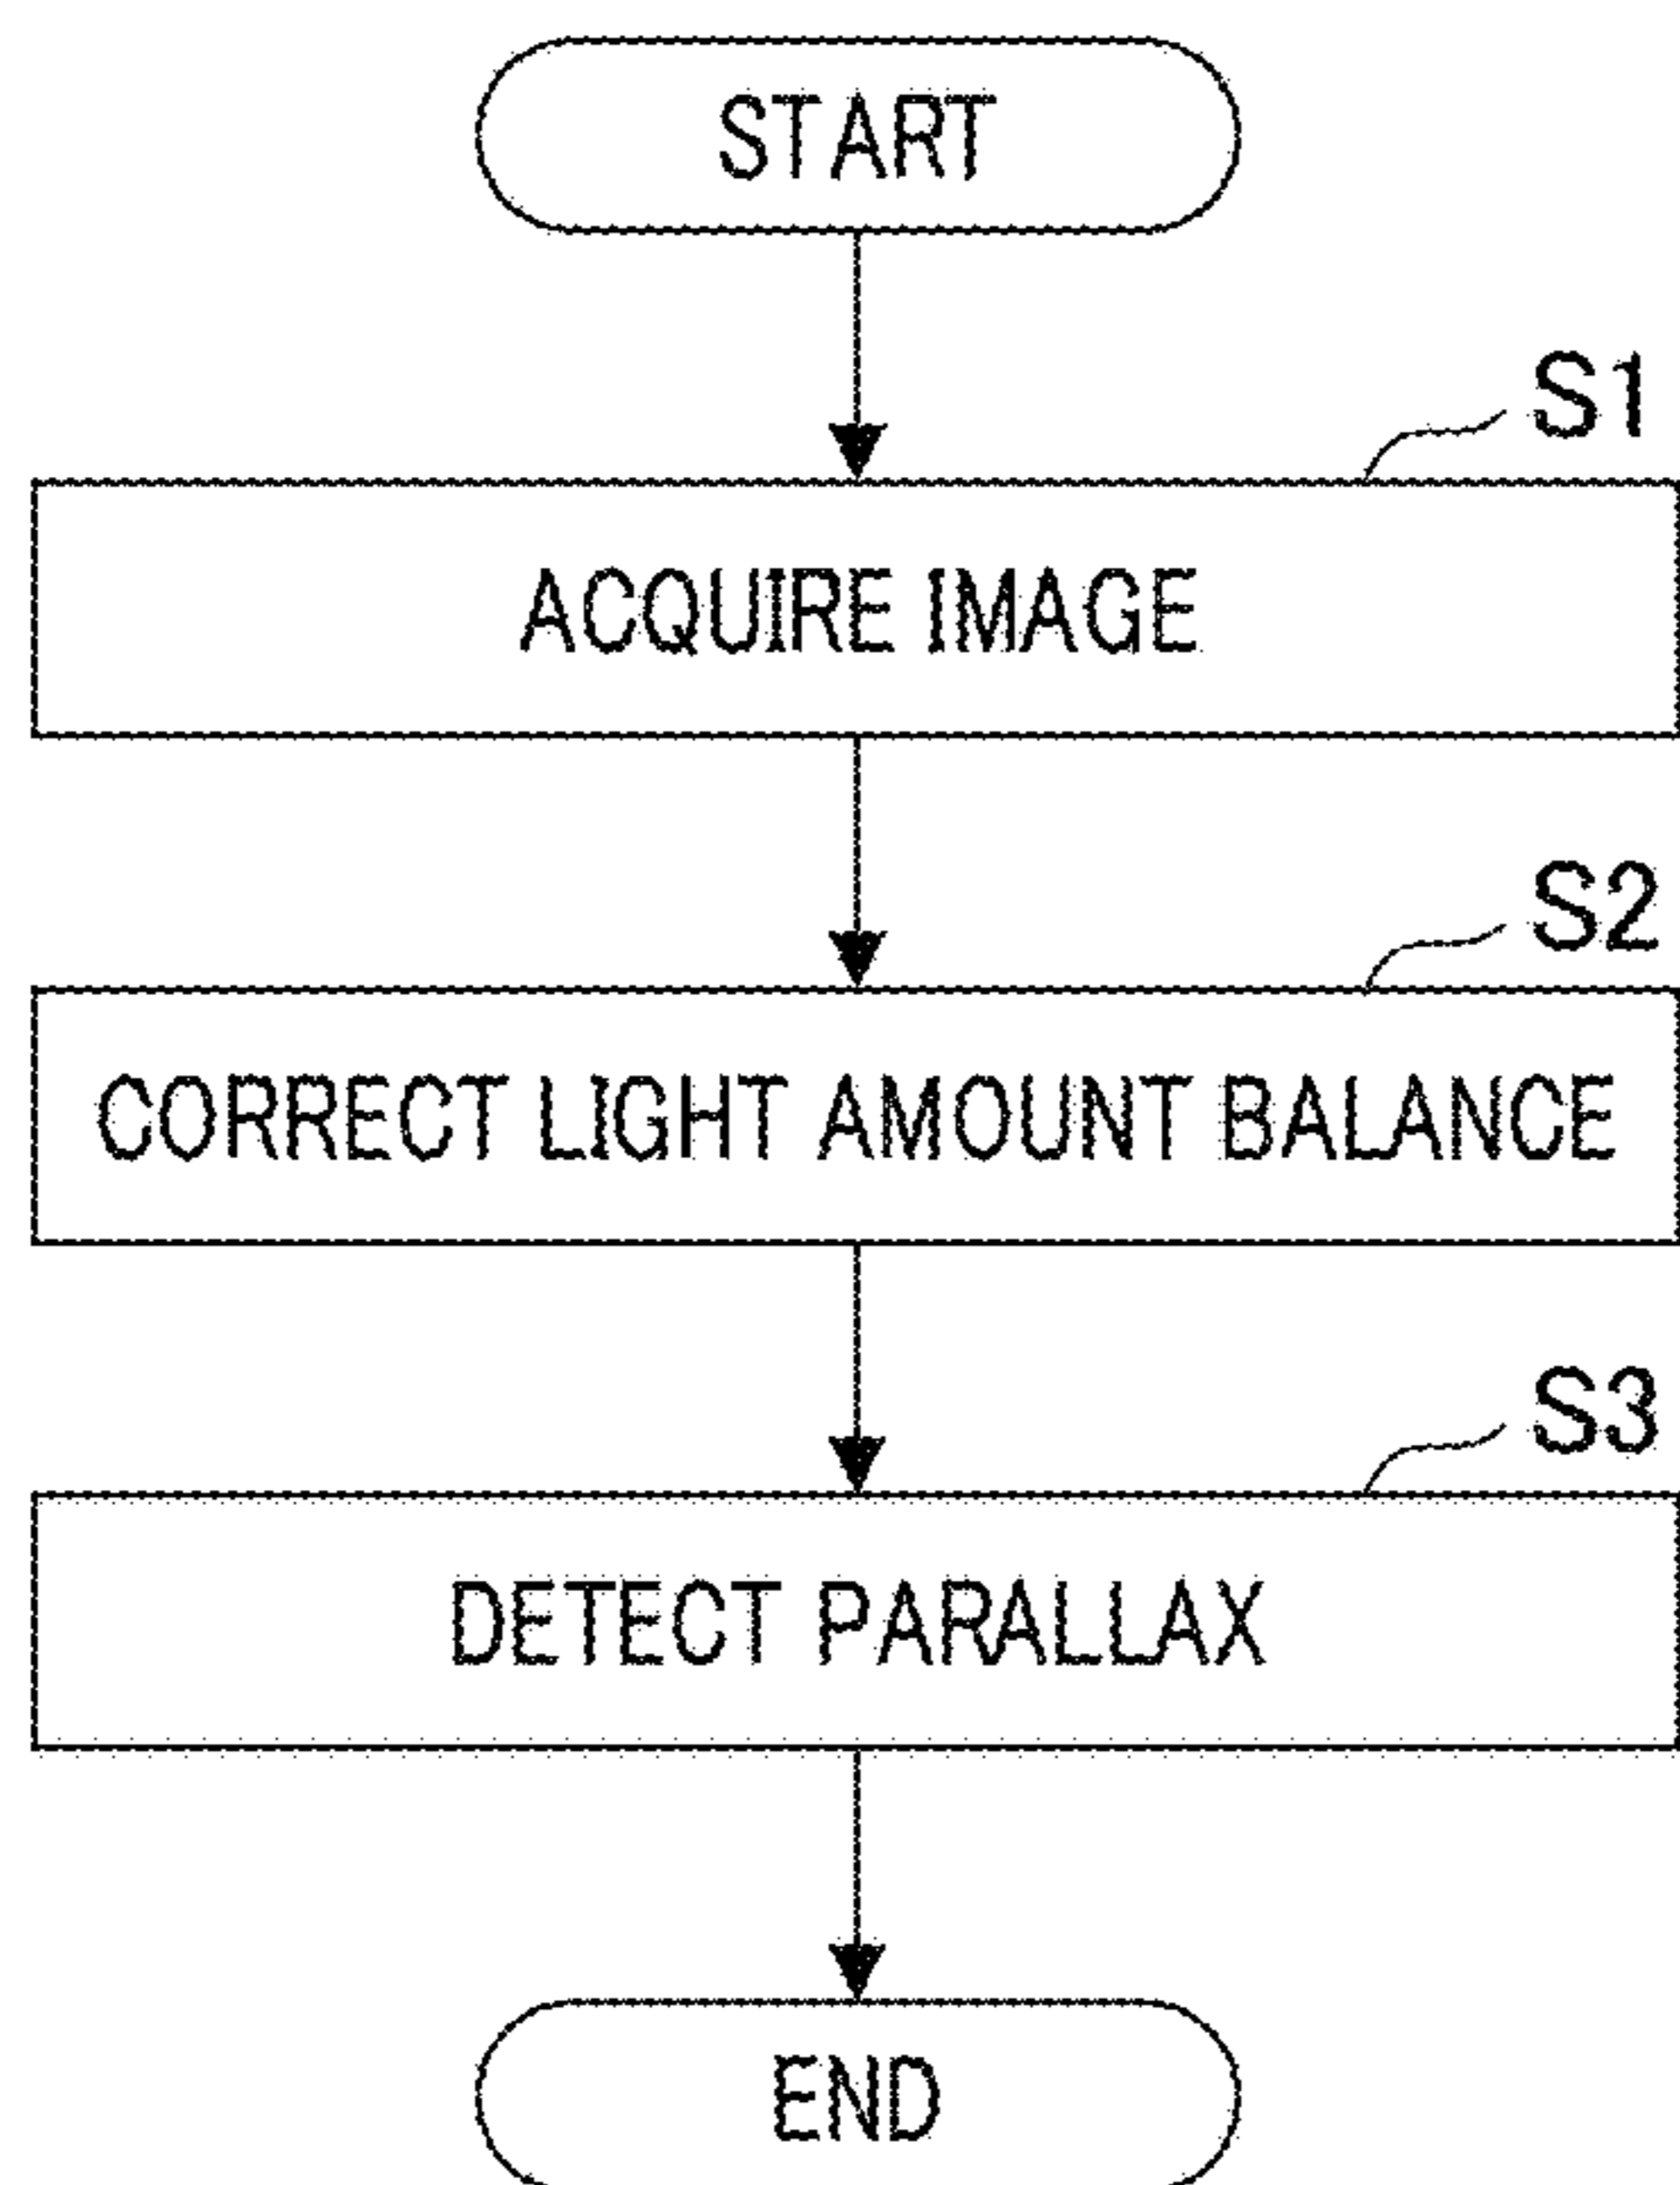 START
S1
ACQUIRE IMAGE
S2
CORRECT LIGHT AMOUNT BALANCE
S3
DETECT PARALLAX
END